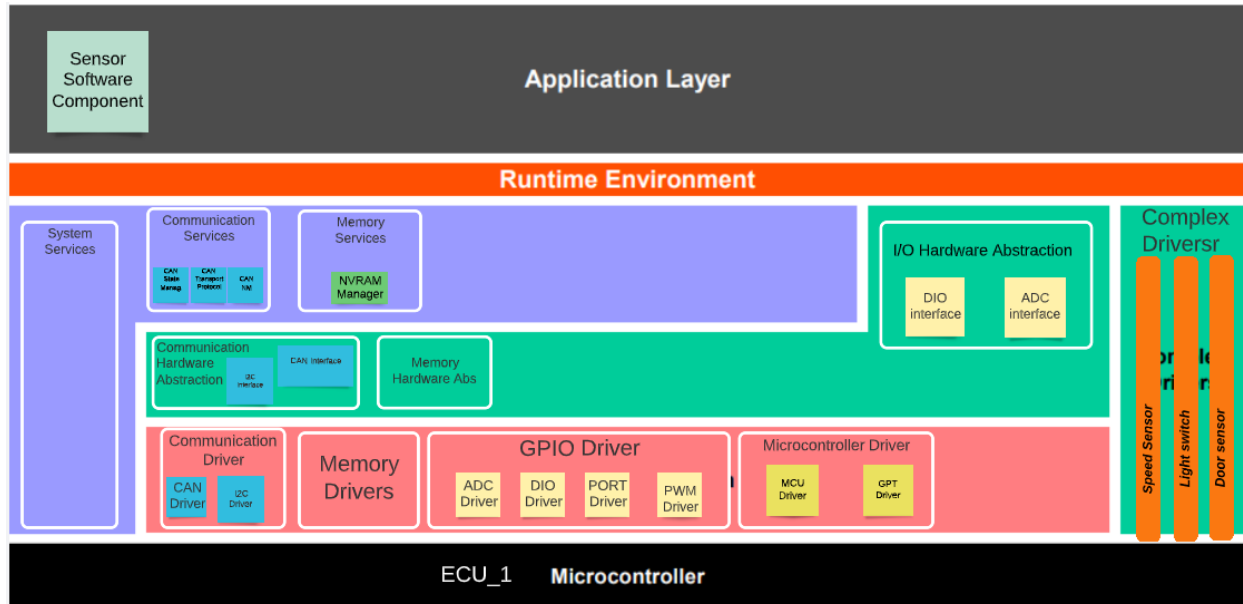 Sensor
Software
Component
Application Layer
Runtime Environment
System
Services
Communication
Services
CAN
State
Manag.
CAN
Transport
Protocol
CAN
NM
Memory
Services
NVRAM
Manager
I/O Hardware Abstraction
DIO
interface
ADC
interface
Complex
Driversr
Speed Sensor
Light switch
Door sensor
Communication
Hardware
Abstraction
I3C
Interface
CAN Interface
Memory
Hardware Abs
Communication
Driver
CAN
Driver
I2C
Driver
Memory
Drivers
GPIO Driver
ADC
Driver
DIO
Driver
PORT
Driver
PWM
Driver
Microcontroller Driver
MCU
Driver
GPT
Driver
ECU_1
Microcontroller